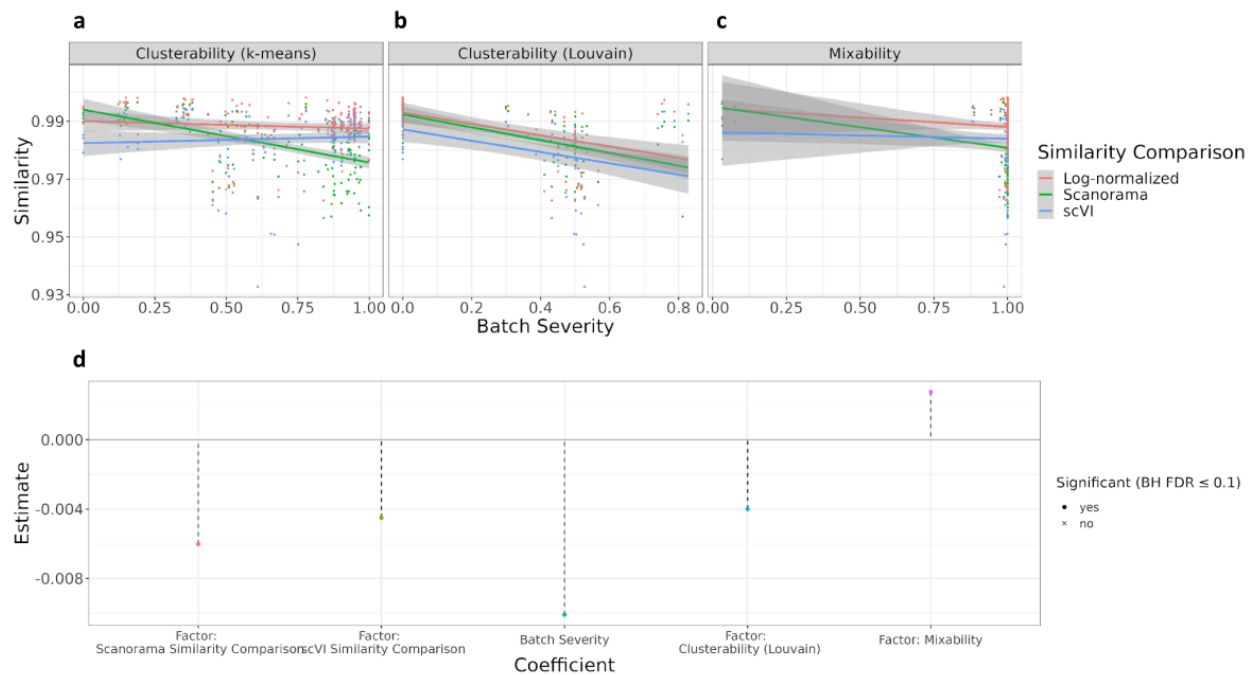 a
b
c
Clusterability (k-means)
Clusterability (Louvain)
Mixability
Similarity
0.99
0.97
0.95
0.93
0.00 0.25 0.50 0.75 1.00
0.0 0.2 0.4 0.6 0.8
0.00 0.25 0.50 0.75 1.00
Batch Severity
Similarity Comparison
Log-normalized
Scanorama
scVI
d
Estimate
0.000
-0.004
-0.008
Factor:
Scanorama Similarity Comparison
Factor:
scVI Similarity Comparison
Batch Severity
Factor:
Clusterability (Louvain)
Factor: Mixability
Coefficient
Significant (BH FDR ≤ 0.1)
yes
no